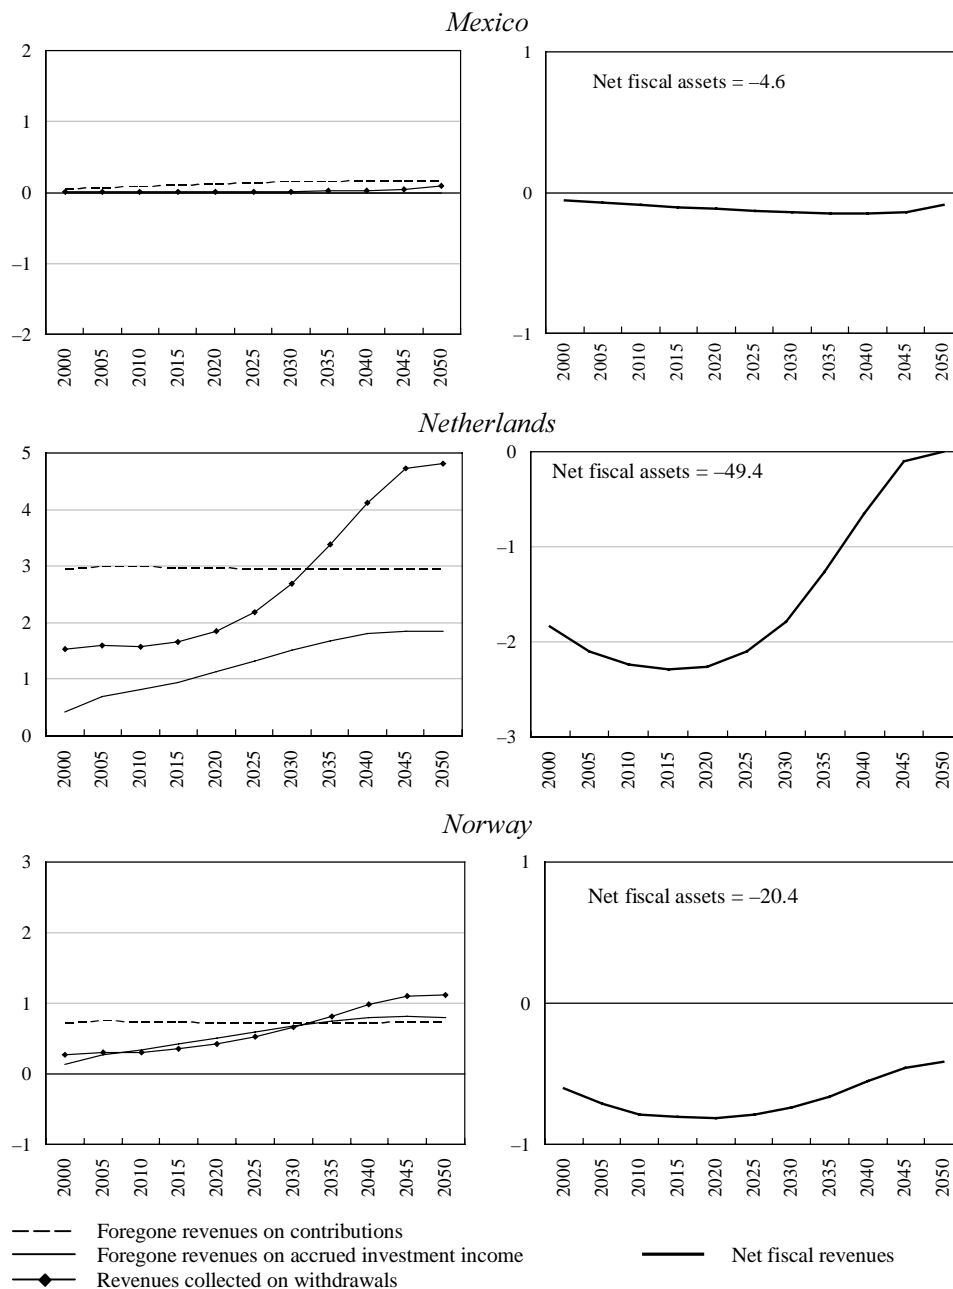 Mexico
2
1
0
–1
–2
2000 2005 2010 2015 2020 2025 2030 2035 2040 2045 2050
1
Net fiscal assets = –4.6
0
–1
2000 2005 2010 2015 2020 2025 2030 2035 2040 2045 2050
Netherlands
5
4
3
2
1
0
2000 2005 2010 2015 2020 2025 2030 2035 2040 2045 2050
0
Net fiscal assets = –49.4
–1
–2
–3
2000 2005 2010 2015 2020 2025 2030 2035 2040 2045 2050
Norway
3
2
1
0
–1
2000 2005 2010 2015 2020 2025 2030 2035 2040 2045 2050
1
Net fiscal assets = –20.4
0
–1
2000 2005 2010 2015 2020 2025 2030 2035 2040 2045 2050
Foregone revenues on contributions
Foregone revenues on accrued investment income
Revenues collected on withdrawals
Net fiscal revenues